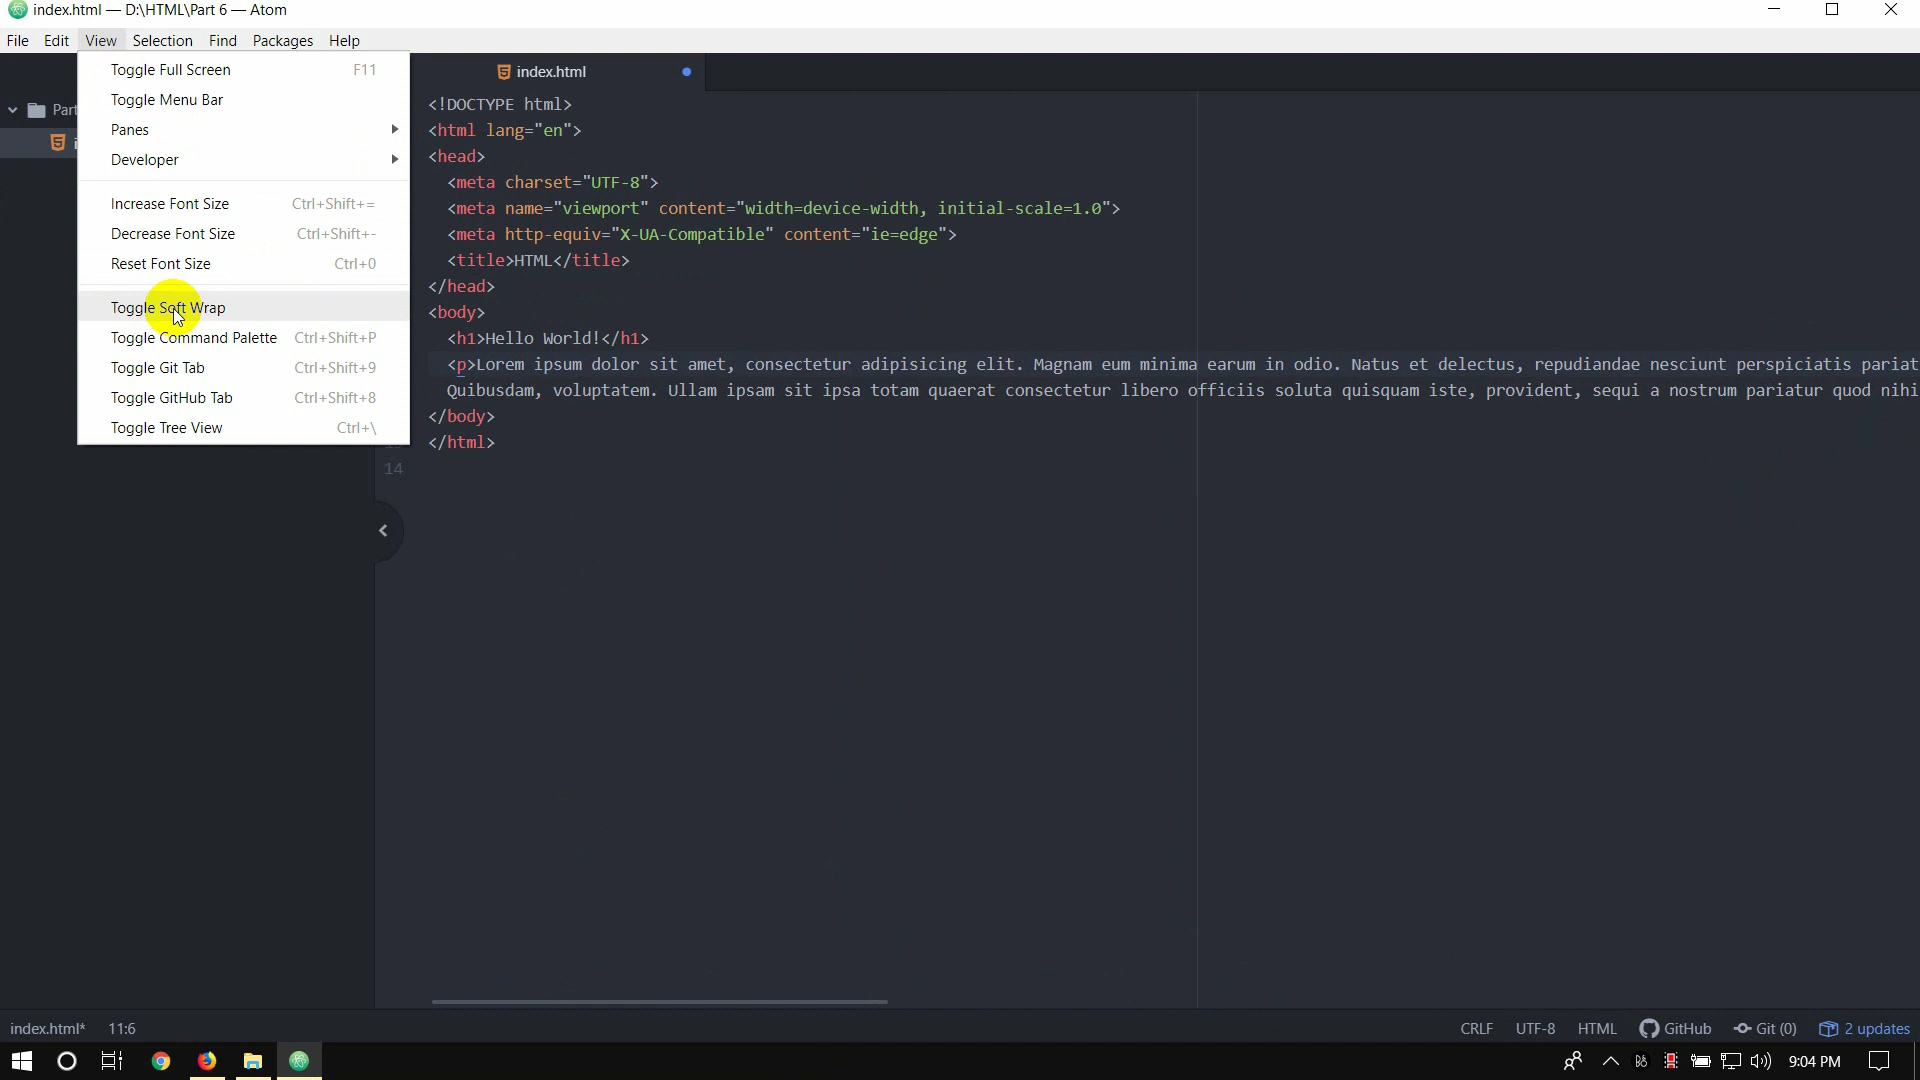 index.html — D:\HTML\Part 6 — Atom
File Edit View Selection Find Packages Help
Toggle Full Screen F11
Toggle Menu Bar
Panes
Developer
Increase Font Size Ctrl+Shift+=
Decrease Font Size Ctrl+Shift+-
Reset Font Size Ctrl+0
Toggle Soft Wrap
Toggle Command Palette Ctrl+Shift+P
Toggle Git Tab Ctrl+Shift+9
Toggle GitHub Tab Ctrl+Shift+8
Toggle Tree View Ctrl+\
Part
index.html
<!DOCTYPE html>
<html lang="en">
<head>
<meta charset="UTF-8">
<meta name="viewport" content="width=device-width, initial-scale=1.0">
<meta http-equiv="X-UA-Compatible" content="ie=edge">
<title>HTML</title>
</head>
<body>
<h1>Hello World!</h1>
<p>Lorem ipsum dolor sit amet, consectetur adipisicing elit. Magnam eum minima earum in odio. Natus et delectus, repudiandae nesciunt perspiciatis pariat
Quibusdam, voluptatem. Ullam ipsam sit ipsa totam quaerat consectetur libero officiis soluta quisquam iste, provident, sequi a nostrum pariatur quod nihi
</body>
</html>
14
index.html* 11:6 CRLF UTF-8 HTML GitHub Git (0) 2 updates
9:04 PM